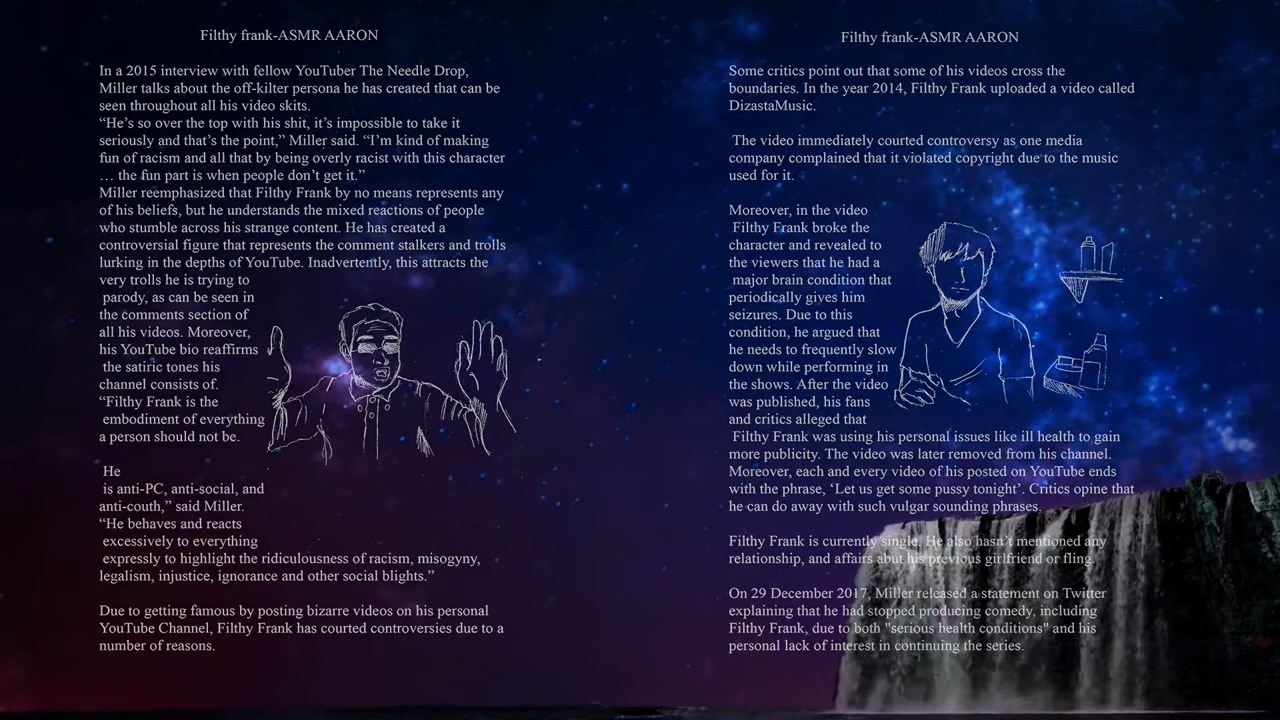 Filthy frank-ASMR AARON
In a 2015 interview with fellow YouTuber The Needle Drop,
Miller talks about the off-kilter persona he has created that can be
seen throughout all his video skits.
“He’s so over the top with his shit, it’s impossible to take it
seriously and that’s the point,” Miller said. “I’m kind of making
fun of racism and all that by being overly racist with this character
… the fun part is when people don’t get it.”
Miller reemphasized that Filthy Frank by no means represents any
of his beliefs, but he understands the mixed reactions of people
who stumble across his strange content. He has created a
controversial figure that represents the comment stalkers and trolls
lurking in the depths of YouTube. Inadvertently, this attracts the
very trolls he is trying to
parody, as can be seen in
the comments section of
all his videos. Moreover,
his YouTube bio reaffirms
the satiric tones his
channel consists of.
“Filthy Frank is the
embodiment of everything
a person should not be.
He
is anti-PC, anti-social, and
anti-couth,” said Miller.
“He behaves and reacts
excessively to everything
expressly to highlight the ridiculousness of racism, misogyny,
legalism, injustice, ignorance and other social blights.”
Due to getting famous by posting bizarre videos on his personal
YouTube Channel, Filthy Frank has courted controversies due to a
number of reasons.
Filthy frank-ASMR AARON
Some critics point out that some of his videos cross the
boundaries. In the year 2014, Filthy Frank uploaded a video called
DizastaMusic.
The video immediately courted controversy as one media
company complained that it violated copyright due to the music
used for it.
Moreover, in the video
Filthy Frank broke the
character and revealed to
the viewers that he had a
major brain condition that
periodically gives him
seizures. Due to this
condition, he argued that
he needs to frequently slow
down while performing in
the shows. After the video
was published, his fans
and critics alleged that
Filthy Frank was using his personal issues like ill health to gain
more publicity. The video was later removed from his channel.
Moreover, each and every video of his posted on YouTube ends
with the phrase, ‘Let us get some pussy tonight’. Critics opine that
he can do away with such vulgar sounding phrases.
Filthy Frank is currently single. He also hasn’t mentioned any
relationship, and affairs abut his previous girlfriend or fling.
On 29 December 2017, Miller released a statement on Twitter
explaining that he had stopped producing comedy, including
Filthy Frank, due to both "serious health conditions" and his
personal lack of interest in continuing the series.